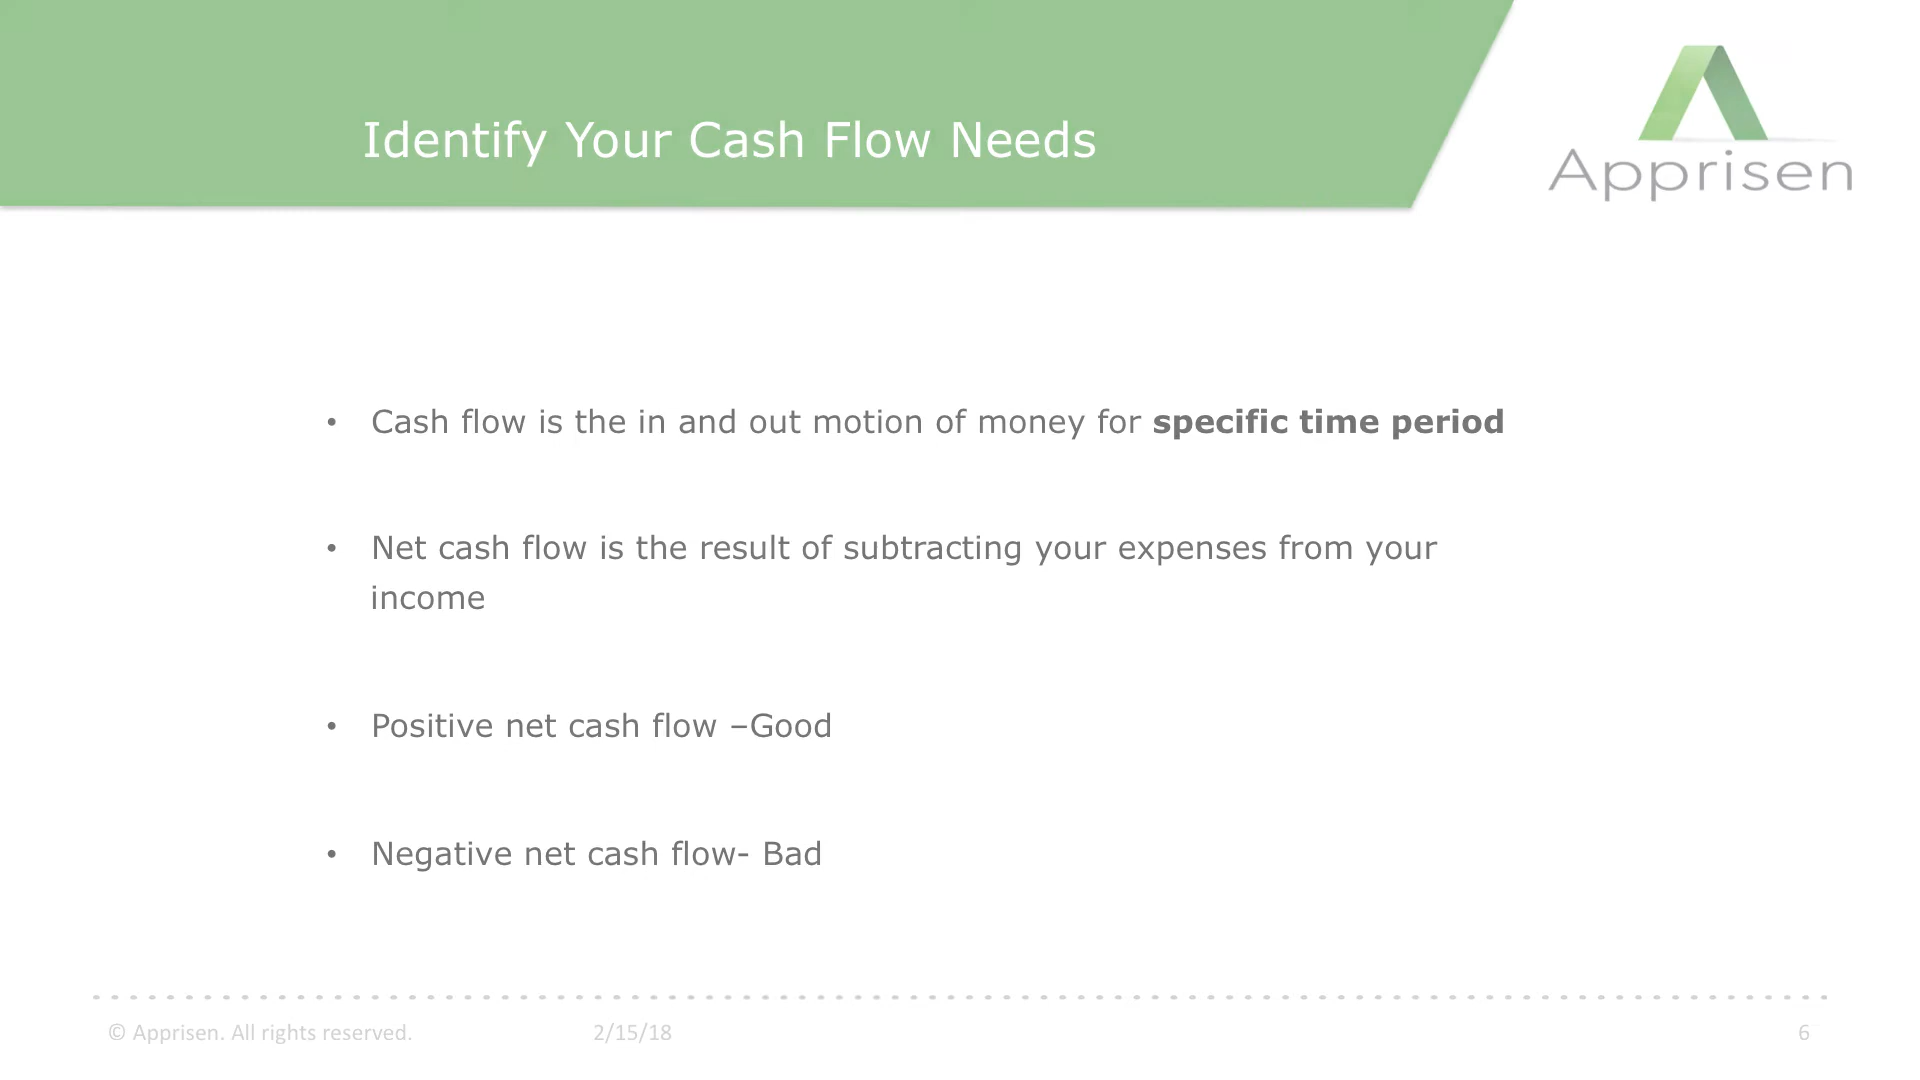 Identify Your Cash Flow Needs
Apprisen
• Cash flow is the in and out motion of money for specific time period
• Net cash flow is the result of subtracting your expenses from your
income
• Positive net cash flow –Good
• Negative net cash flow- Bad
© Apprisen. All rights reserved.
2/15/18
6